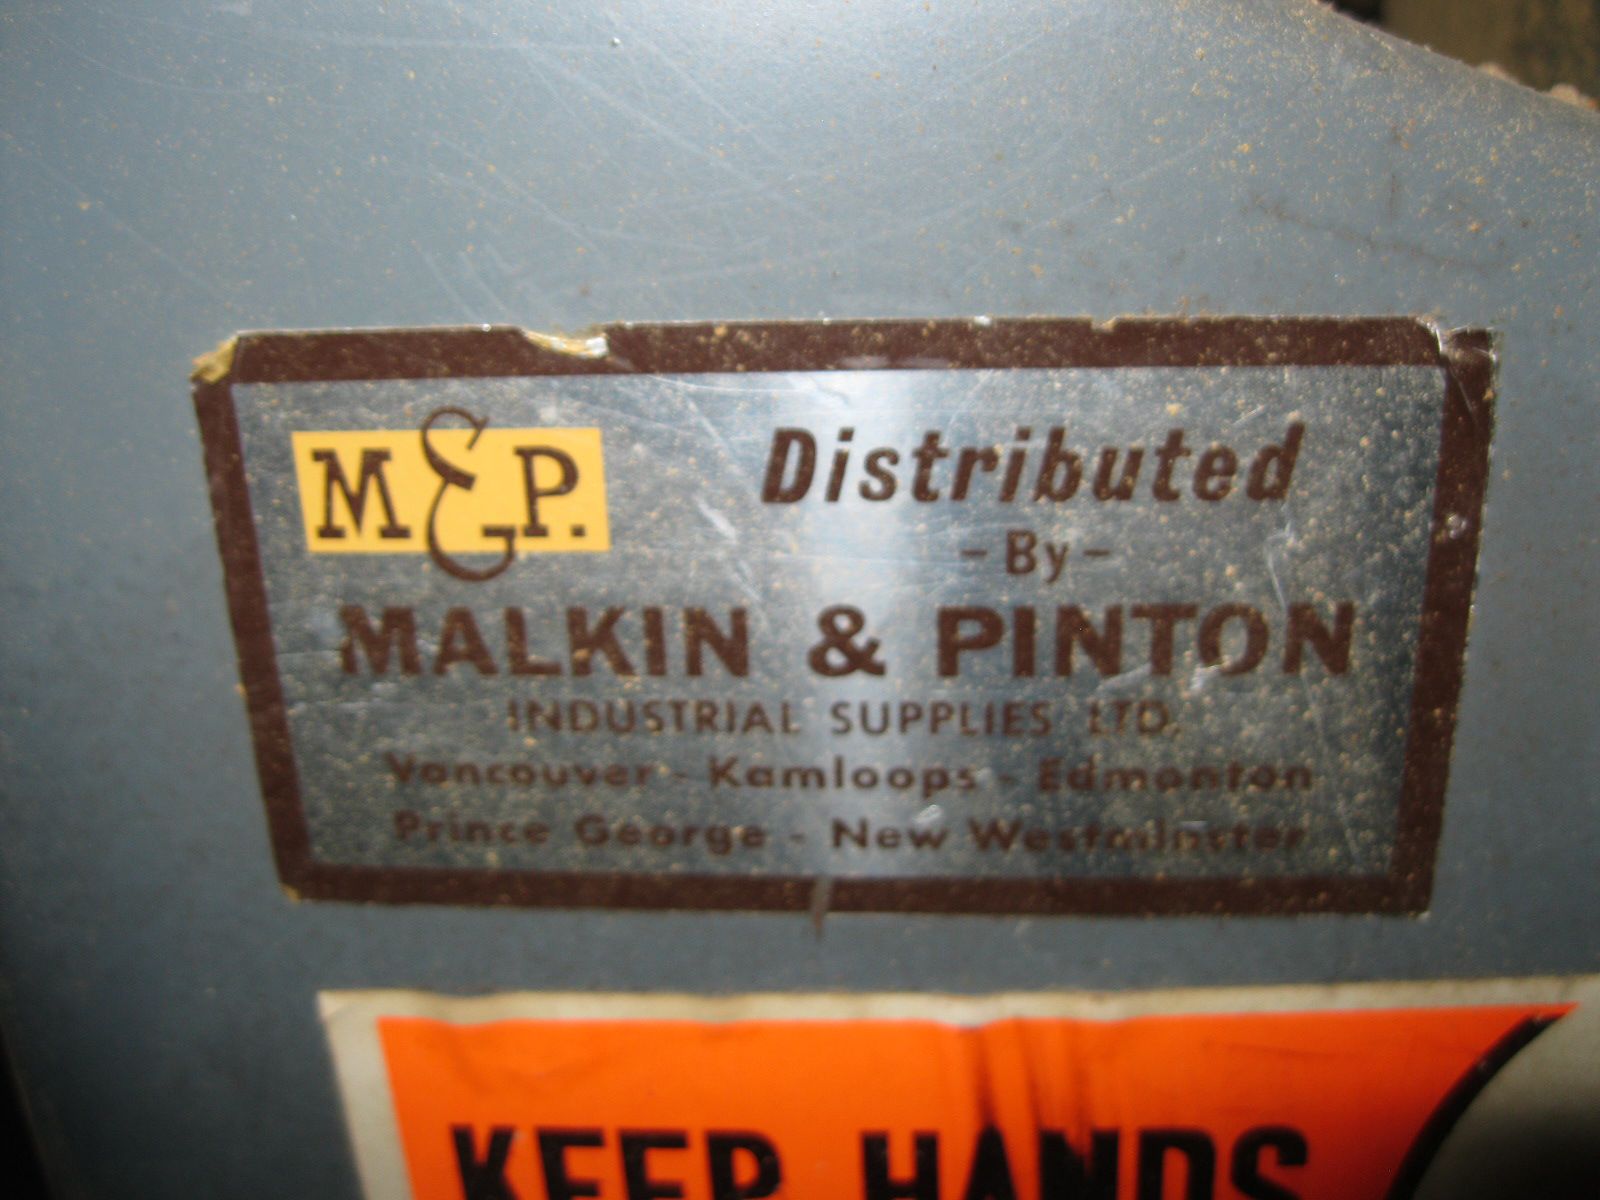 M & P.
Distributed
- By -
MALKIN & PINTON
INDUSTRIAL SUPPLIES LTD.
Vancouver - Kamloops - Edmonton
Prince George - New Westminster
KEEP HANDS